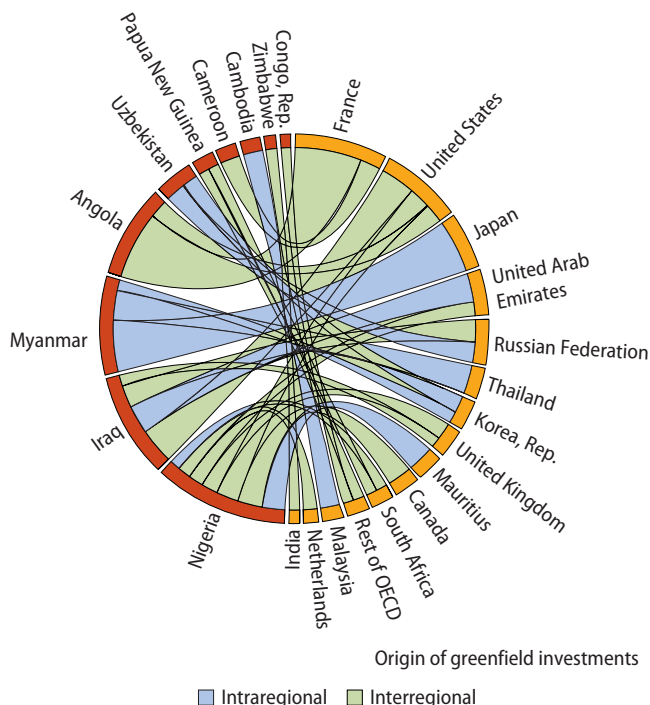 Papua New Guinea
Uzbekistan
Cameroon
Cambodia
Zimbabwe
Congo, Rep.
France
United States
Japan
United Arab
Emirates
Russian Federation
Thailand
Korea, Rep.
United Kingdom
Mauritius
Canada
South Africa
Rest of OECD
Malaysia
Netherlands
India
Nigeria
Iraq
Myanmar
Angola
Origin of greenfield investments
Intraregional Interregional